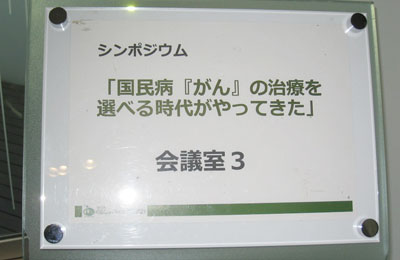 シンポジウム
「国民病『がん』の治療を
選べる時代がやってきた」
会議室３